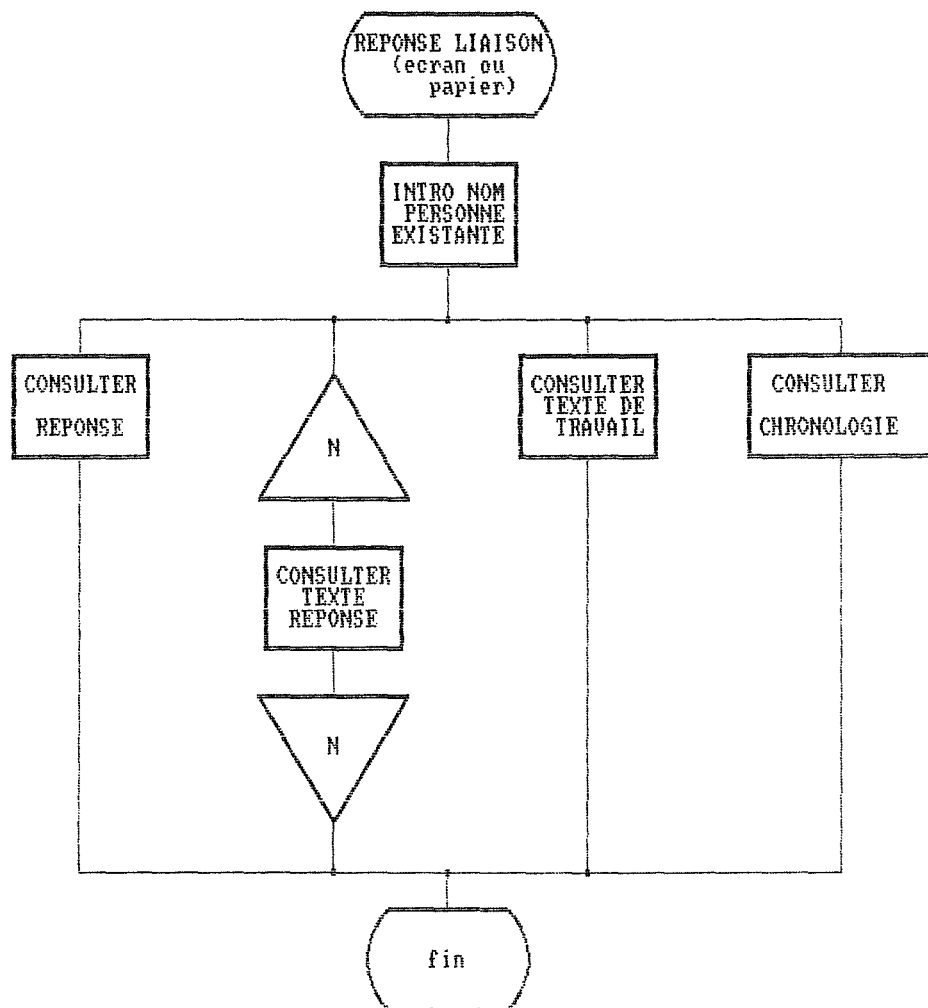 REPONSE LIAISON
(ecran ou
papier)
INTRO NOM
PERSONNE
EXISTANTE
CONSULTER
REPONSE
N
CONSULTER
TEXTE
REPONSE
N
CONSULTER
TEXTE DE
TRAVAIL
CONSULTER
CHRONOLOGIE
fin